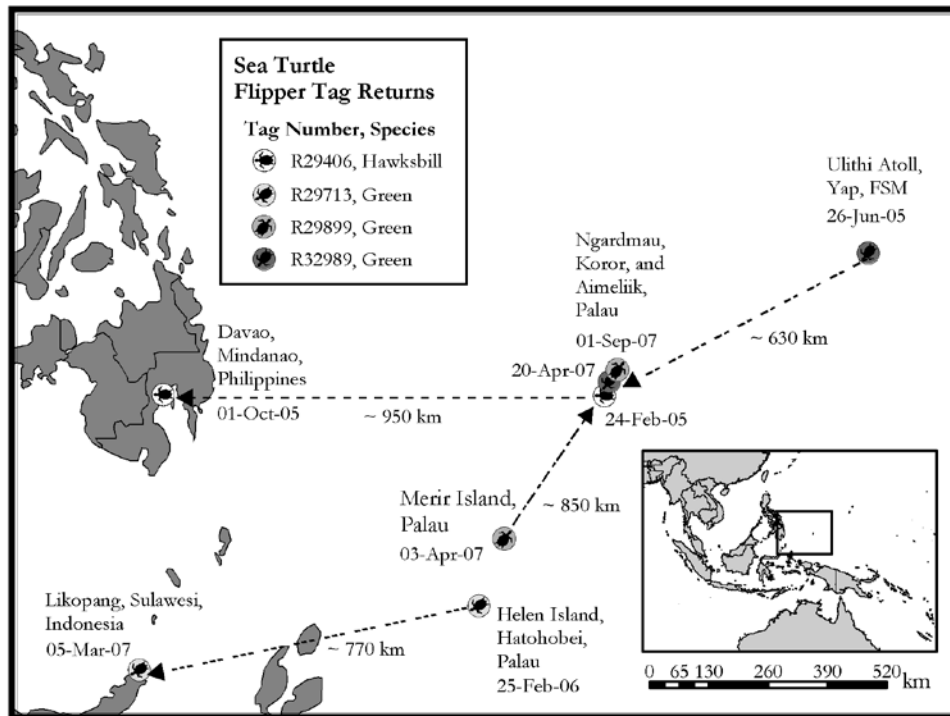 Sea Turtle
Flipper Tag Returns
Tag Number, Species
R29406, Hawksbill
R29713, Green
R29899, Green
R32989, Green
Ulithi Atoll,
Yap, FSM
26-Jun-05
Ngardmau,
Koror, and
Aimeliik,
Palau
01-Sep-07
~ 630 km
20-Apr-07
Davao,
Mindanao,
Philippines
01-Oct-05
~ 950 km
24-Feb-05
Merir Island,
Palau
03-Apr-07
~ 850 km
Likopang, Sulawesi,
Indonesia
05-Mar-07
~ 770 km
Helen Island,
Hatohobei,
Palau
25-Feb-06
0 65 130 260 390 520 km